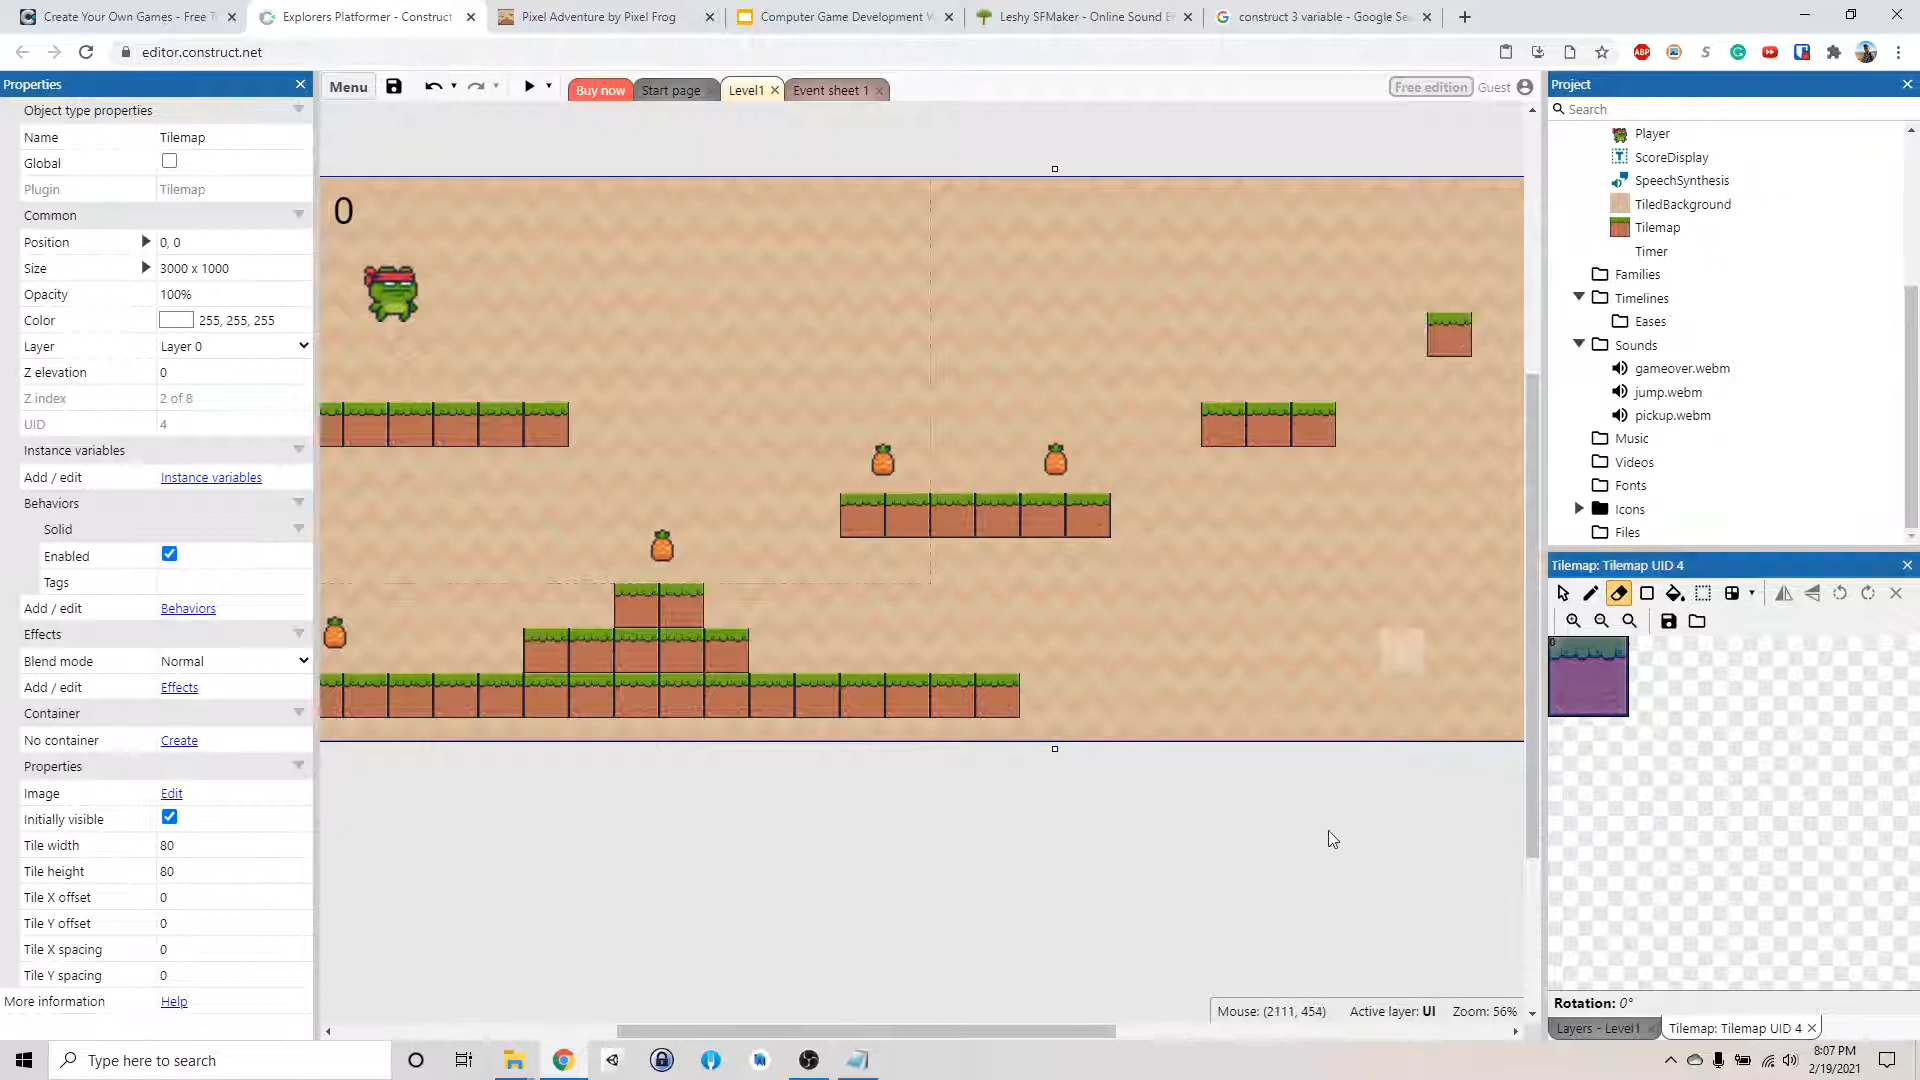 Create Your Own Games - Free T
Explorers Platformer - Construct
Pixel Adventure by Pixel Frog
Computer Game Development
Leshy SFMaker - Online Sound E
construct 3 variable - Google Se
editor.construct.net
Properties
Object type properties
Name Tilemap
Global
Plugin Tilemap
Common
Position 0, 0
Size 3000 x 1000
Opacity 100%
Color 255, 255, 255
Layer Layer 0
Z elevation 0
Z index 2 of 8
UID 4
Instance variables
Add / edit Instance variables
Behaviors
Solid
Enabled
Tags
Add / edit Behaviors
Effects
Blend mode Normal
Add / edit Effects
Container
No container Create
Properties
Image Edit
Initially visible
Tile width 80
Tile height 80
Tile X offset 0
Tile Y offset 0
Tile X spacing 0
Tile Y spacing 0
More information Help
Menu
Buy now
Start page
Level1
Event sheet 1
Free edition
Guest
0
Mouse: (2111, 454)
Active layer: UI
Zoom: 56%
Project
Search
Player
ScoreDisplay
SpeechSynthesis
TiledBackground
Tilemap
Timer
Families
Timelines
Eases
Sounds
gameover.webm
jump.webm
pickup.webm
Music
Videos
Fonts
Icons
Files
Tilemap: Tilemap UID 4
0
Rotation: 0°
Layers - Level1
Tilemap: Tilemap UID 4
Type here to search
8:07 PM
2/19/2021